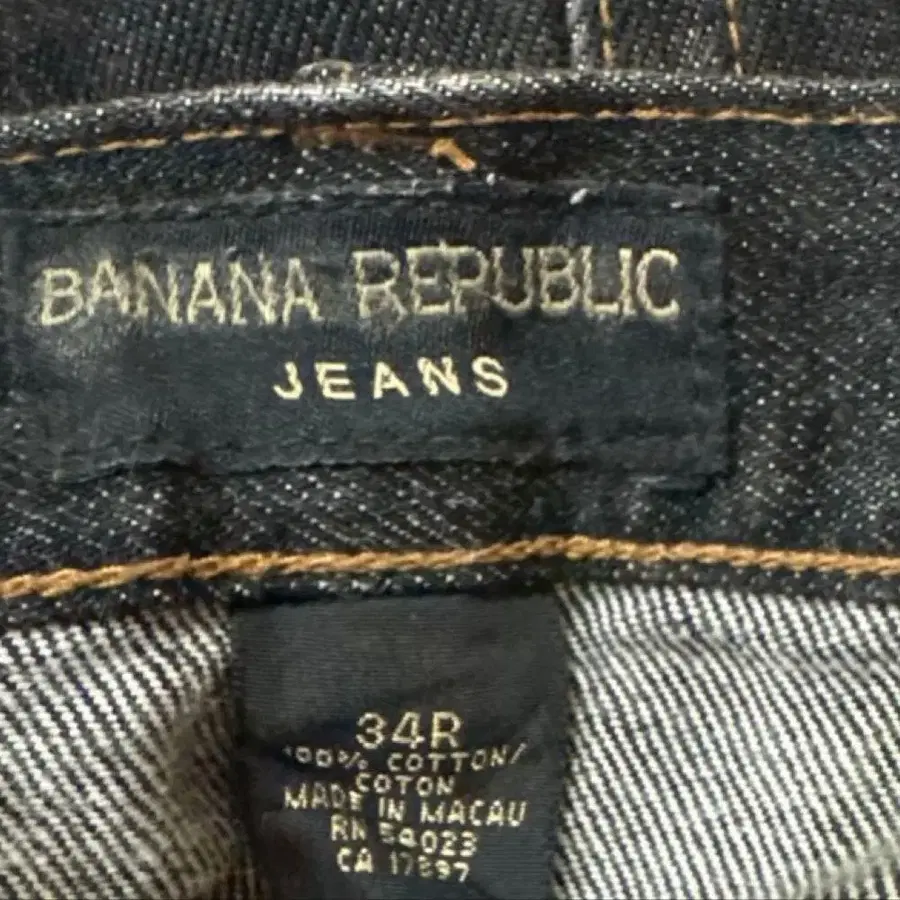 BANANA REPUBLIC
JEANS
34R
100% COTTON/
COTON
MADE IN MACAU
RN 54023
CA 17897